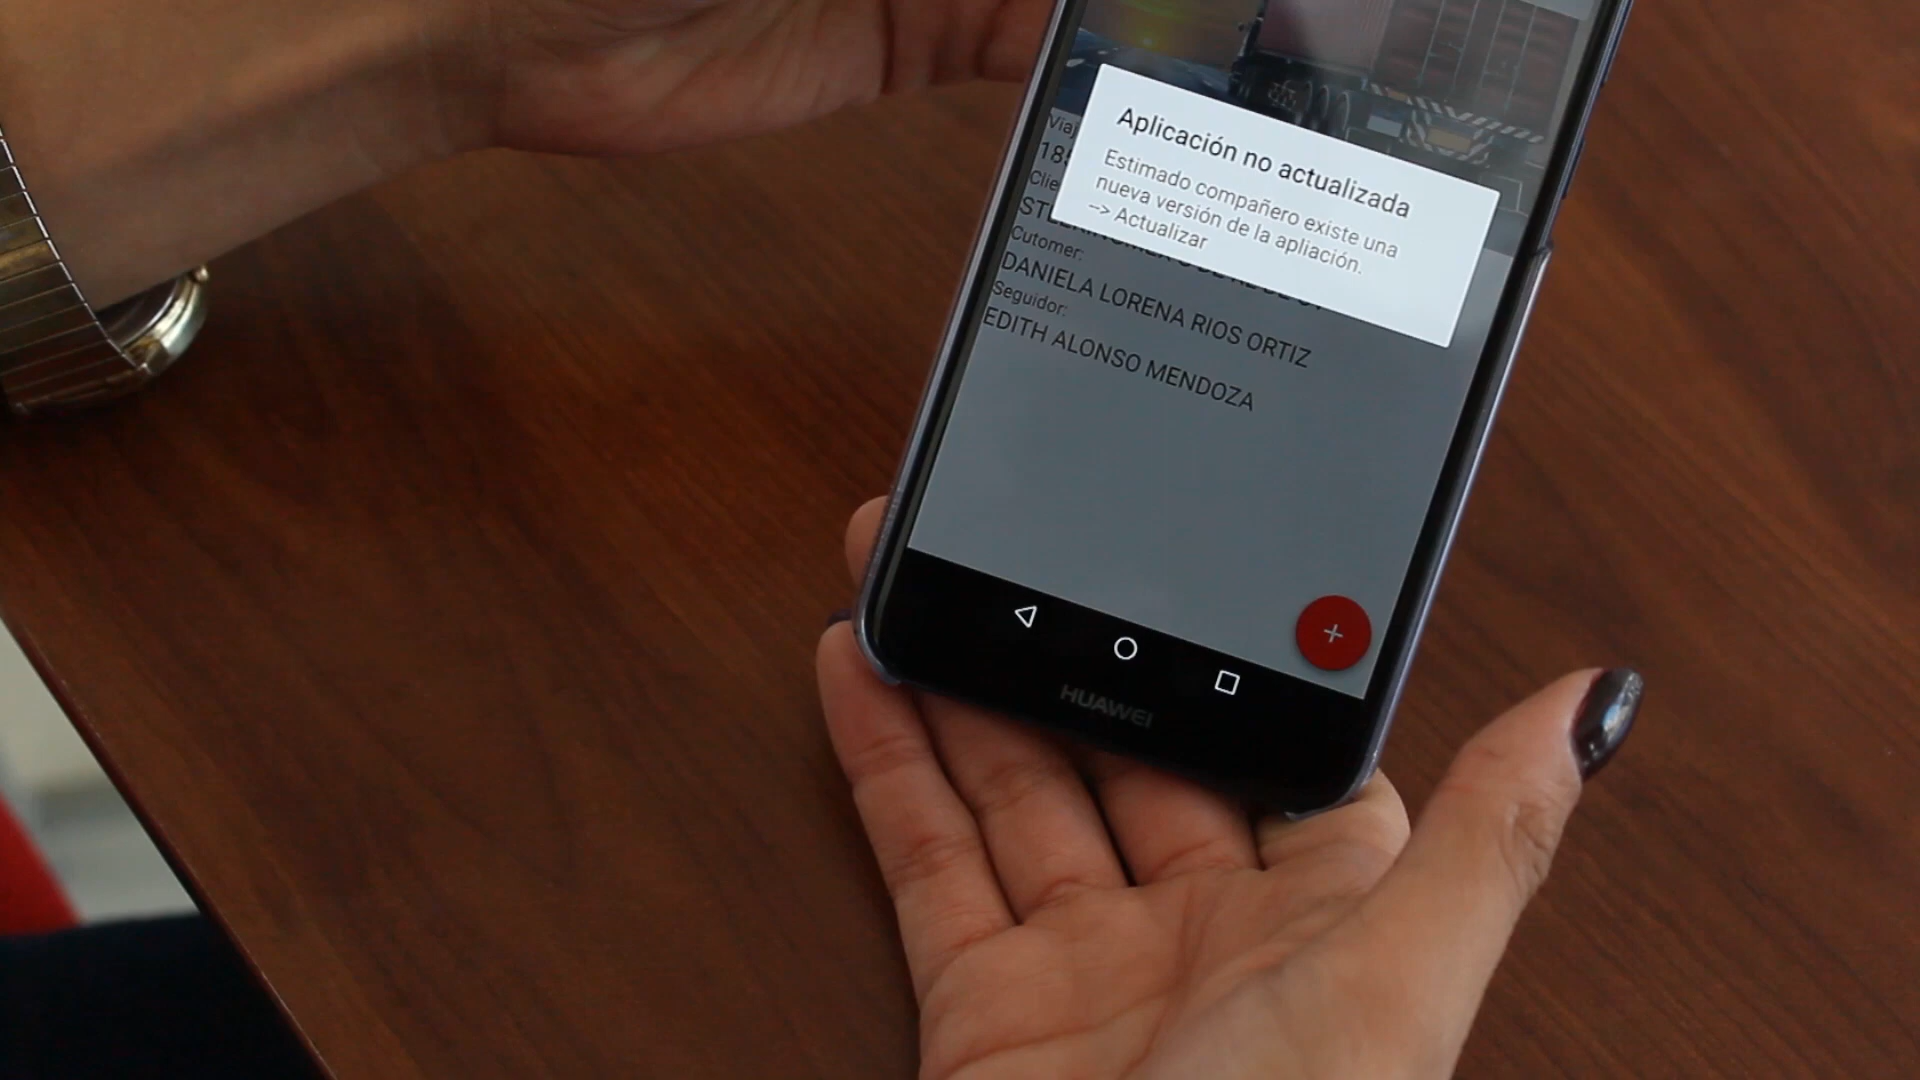 Aplicación no actualizada
Estimado compañero existe una
nueva versión de la apliación.
--> Actualizar
Cutomer:
DANIELA LORENA RIOS ORTIZ
Seguidor:
EDITH ALONSO MENDOZA
HUAWEI